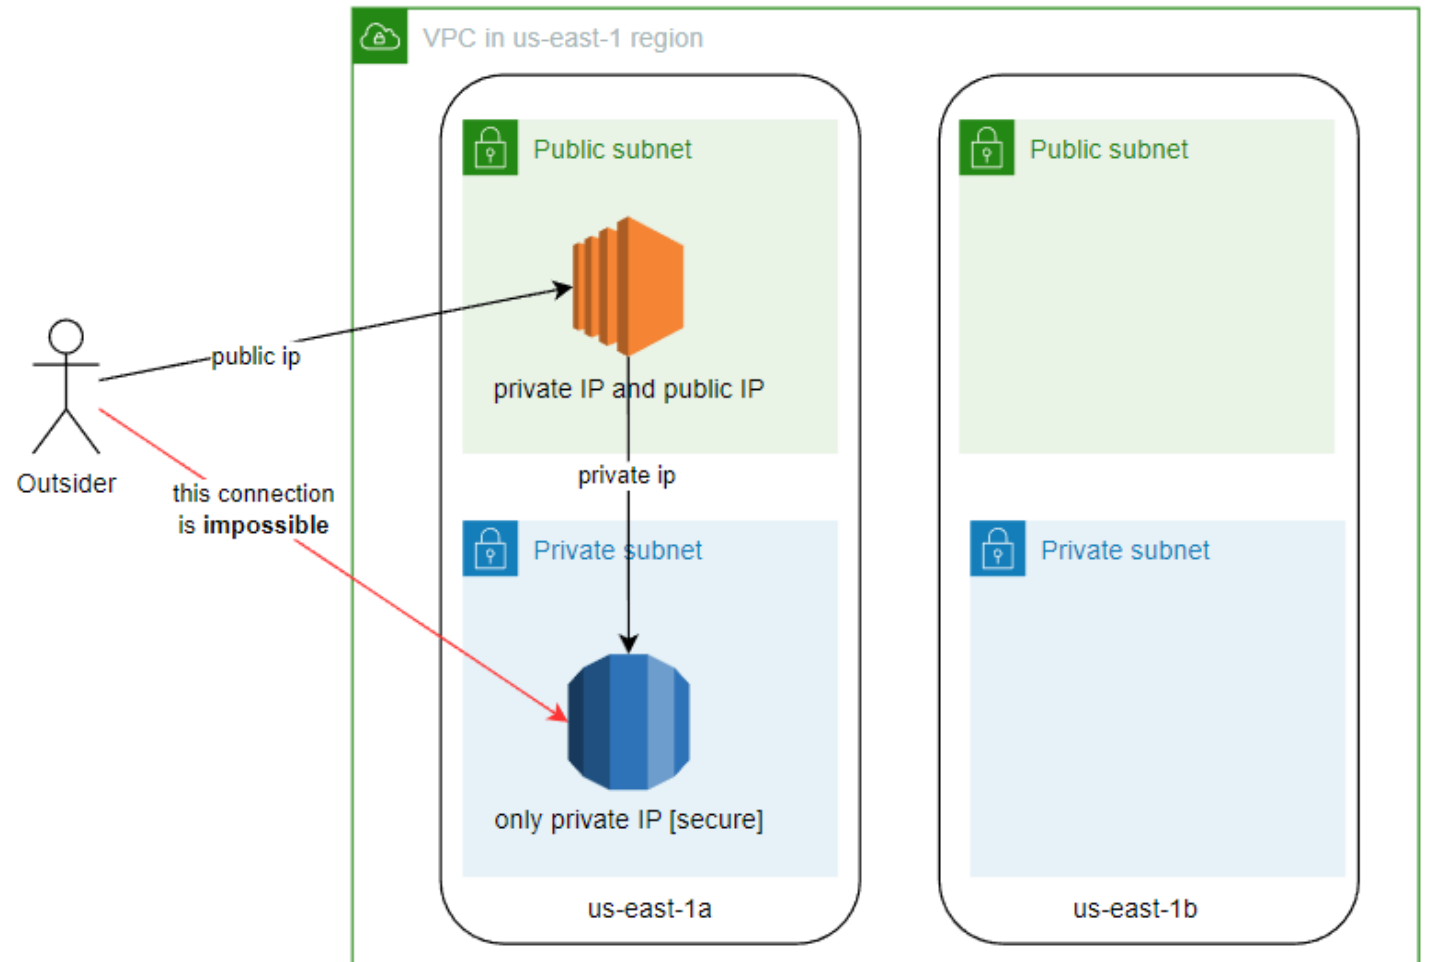 VPC in us-east-1 region
Public subnet
Public subnet
public ip
private IP and public IP
private ip
Outsider
this connection
is impossible
Private subnet
Private subnet
only private IP [secure]
us-east-1a
us-east-1b